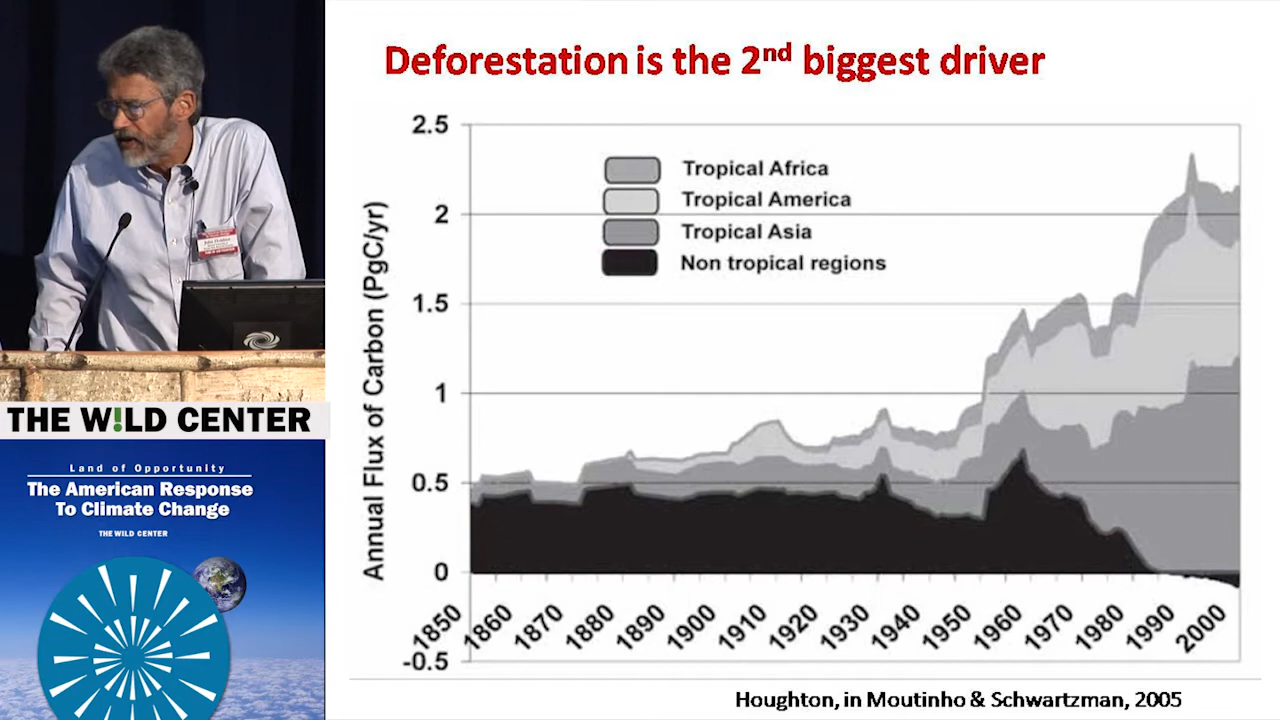 Deforestation is the 2nd biggest driver
2.5
2
1.5
1
0.5
0
-0.5
Annual Flux of Carbon (PgC/yr)
Tropical Africa
Tropical America
Tropical Asia
Non tropical regions
1850
1860
1870
1880
1890
1900
1910
1920
1930
1940
1950
1960
1970
1980
1990
2000
Houghton, in Moutinho & Schwartzman, 2005
THE W!LD CENTER
Land of Opportunity
The American Response
To Climate Change
THE WILD CENTER